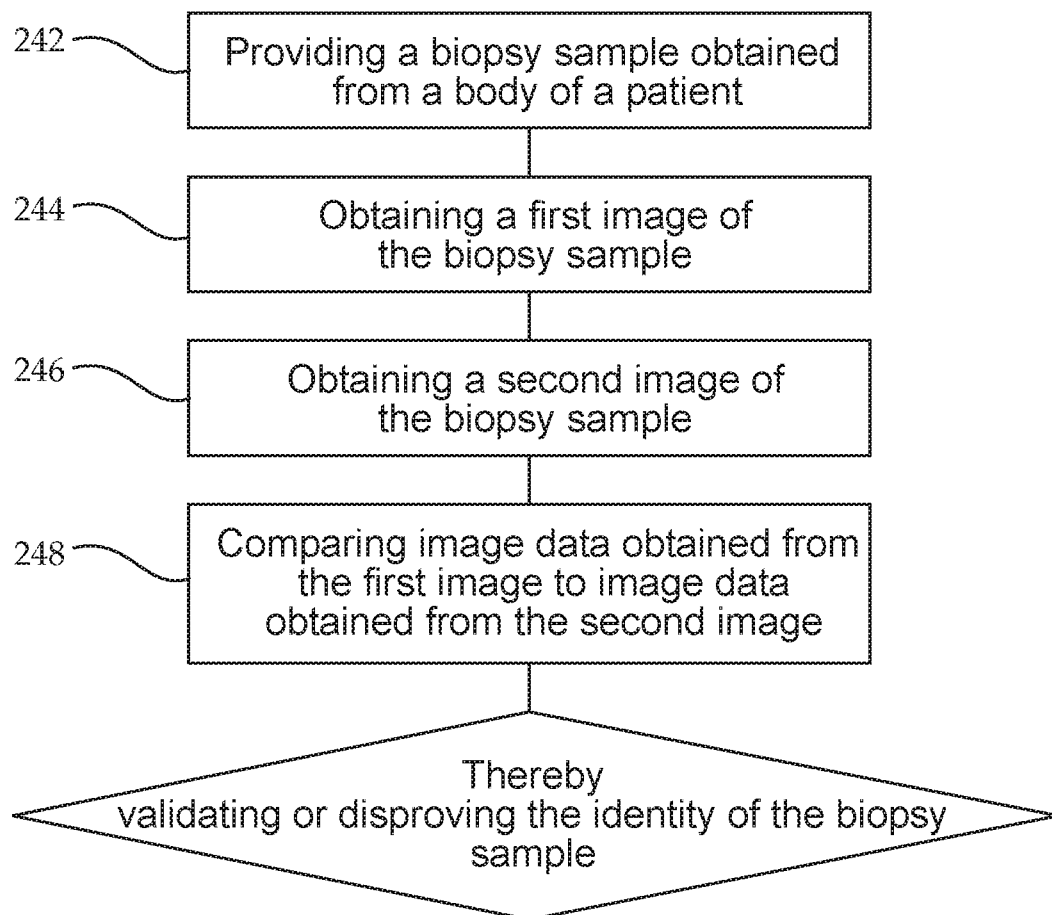 242
Providing a biopsy sample obtained
from a body of a patient
244
Obtaining a first image of
the biopsy sample
246
Obtaining a second image of
the biopsy sample
248
Comparing image data obtained from
the first image to image data
obtained from the second image
Thereby
validating or disproving the identity of the biopsy
sample